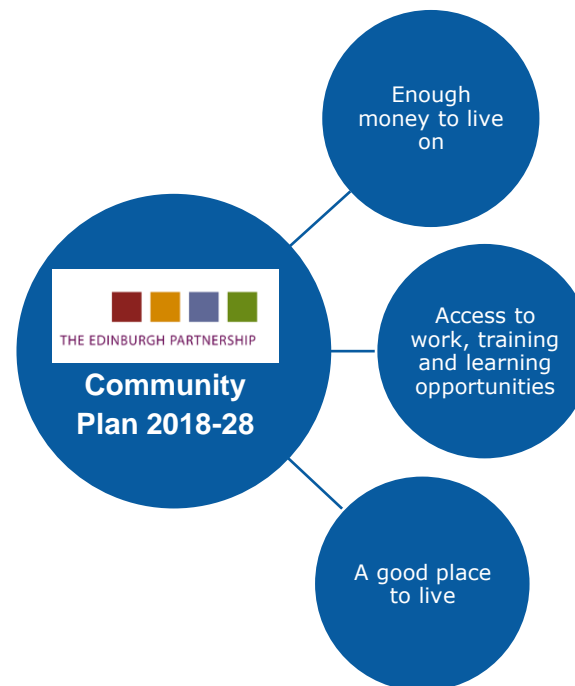 Enough
money to live
on
THE EDINBURGH PARTNERSHIP
Community
Plan 2018-28
Access to
work, training
and learning
opportunities
A good place
to live